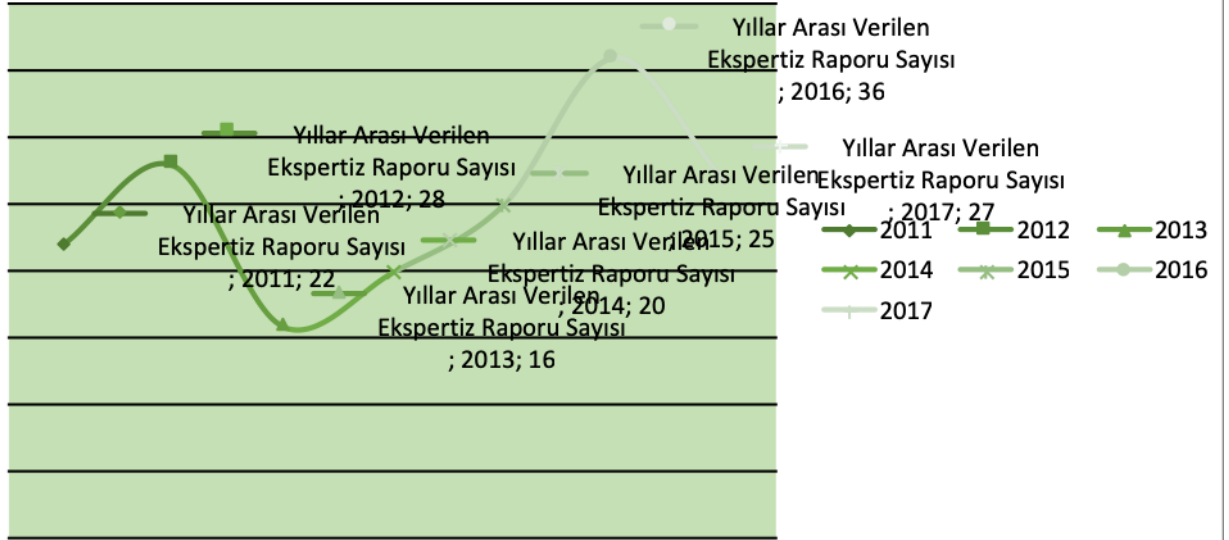 Yıllar Arası Verilen
Ekspertiz Raporu Sayısı
; 2016; 36
Yıllar Arası Verilen
Ekspertiz Raporu Sayısı
; 2012; 28
Yıllar Arası Verilen
Ekspertiz Raporu Sayısı
; 2017; 27
Yıllar Arası Verilen
Ekspertiz Raporu Sayısı
; 2015; 25
Yıllar Arası Verilen
Ekspertiz Raporu Sayısı
; 2011; 22
Yıllar Arası Verilen
Ekspertiz Raporu Sayısı
; 2014; 20
Yıllar Arası Verilen
Ekspertiz Raporu Sayısı
; 2013; 16
2011 2012 2013
2014 2015 2016
2017